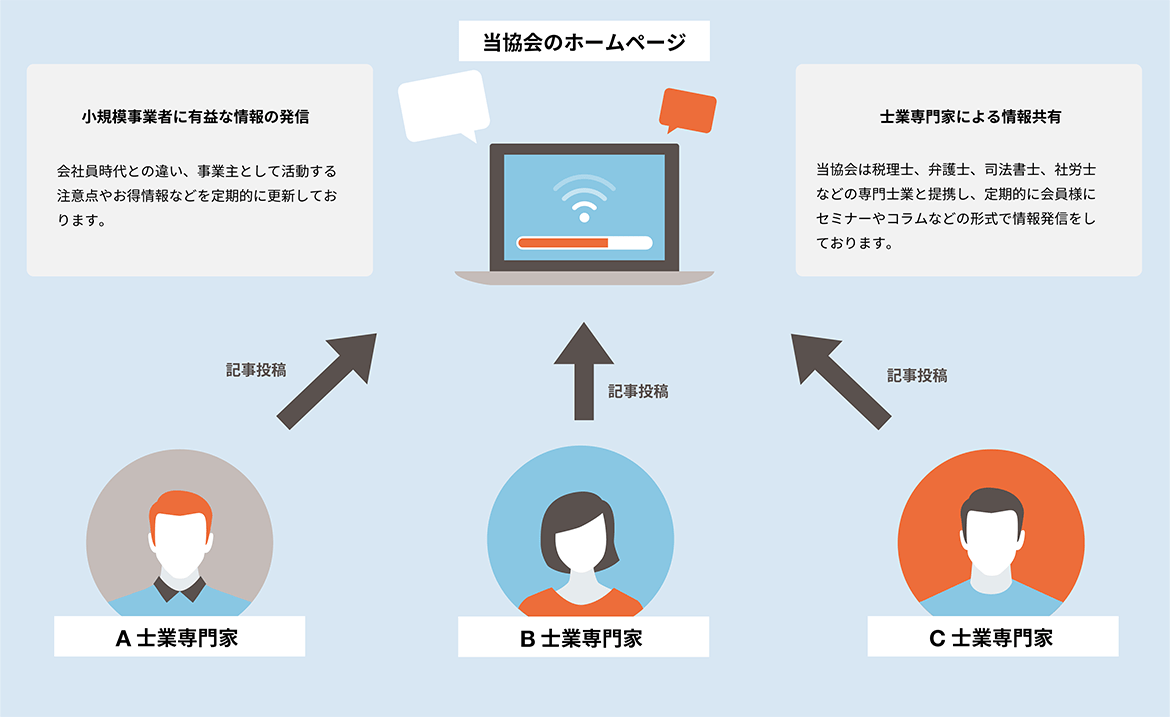 当協会のホームページ
小規模事業者に有益な情報の発信
会社員時代との違い、事業主として活動する
注意点やお得情報などを定期的に更新してお
ります。
士業専門家による情報共有
当協会は税理士、弁護士、司法書士、社労士
などの専門士業と提携し、定期的に会員様に
セミナーやコラムなどの形式で情報発信をし
ております。
記事投稿
記事投稿
記事投稿
A 士業専門家
B 士業専門家
C 士業専門家